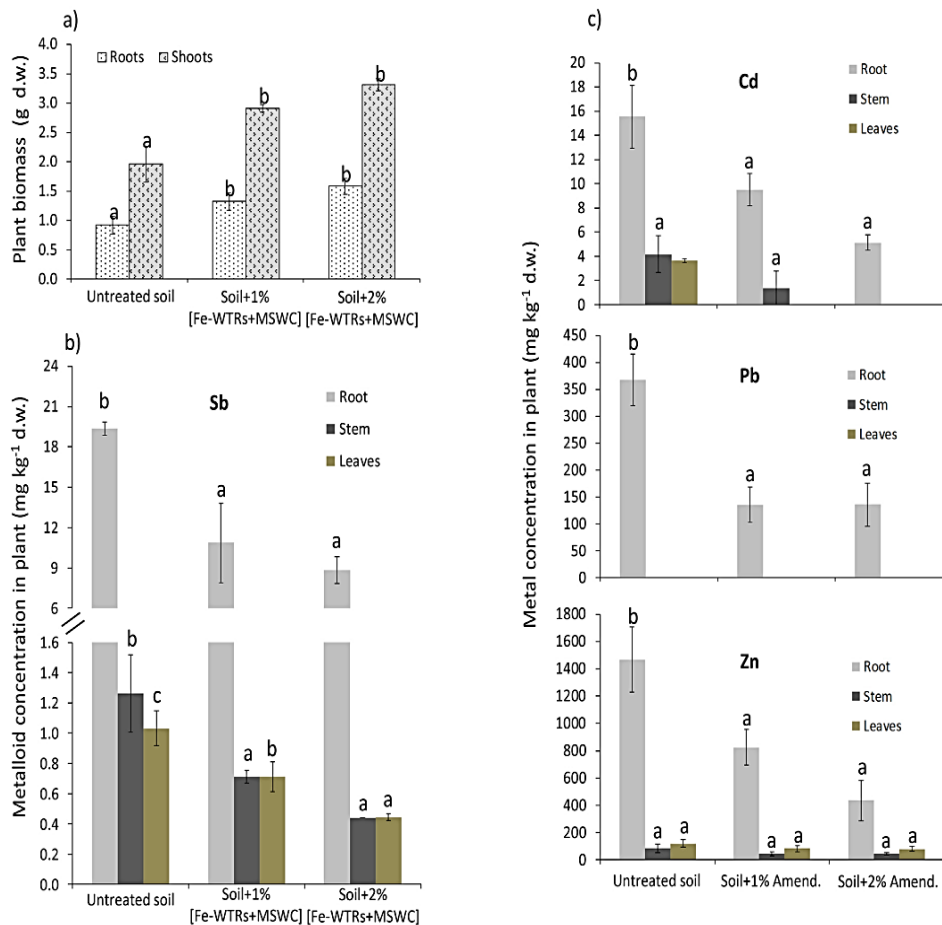 a)
Plant biomass (g d.w.)
4.0
3.5
3.0
2.5
2.0
1.5
1.0
0.5
0.0
Roots
Shoots
a
a
b
b
b
b
Untreated soil
Soil+1%
[Fe-WTRs+MSWC]
Soil+2%
[Fe-WTRs+MSWC]
b)
Metalloid concentration in plant (mg kg⁻¹ d.w.)
24
21
18
15
12
9
6
1.6
1.4
1.2
1.0
0.8
0.6
0.4
0.2
0.0
Sb
Root
Stem
Leaves
b
a
a
b
c
a
b
a
a
Untreated soil
Soil+1%
[Fe-WTRs+MSWC]
Soil+2%
[Fe-WTRs+MSWC]
c)
Metal concentration in plant (mg kg⁻¹ d.w.)
20
18
16
14
12
10
8
6
4
2
0
Cd
Root
Stem
Leaves
b
a
a
a
a
450
400
350
300
250
200
150
100
50
0
Pb
Root
Stem
Leaves
b
a
a
1800
1600
1400
1200
1000
800
600
400
200
0
Zn
Root
Stem
Leaves
b
a
a
a
a
a
a
a
a
Untreated soil
Soil+1% Amend.
Soil+2% Amend.